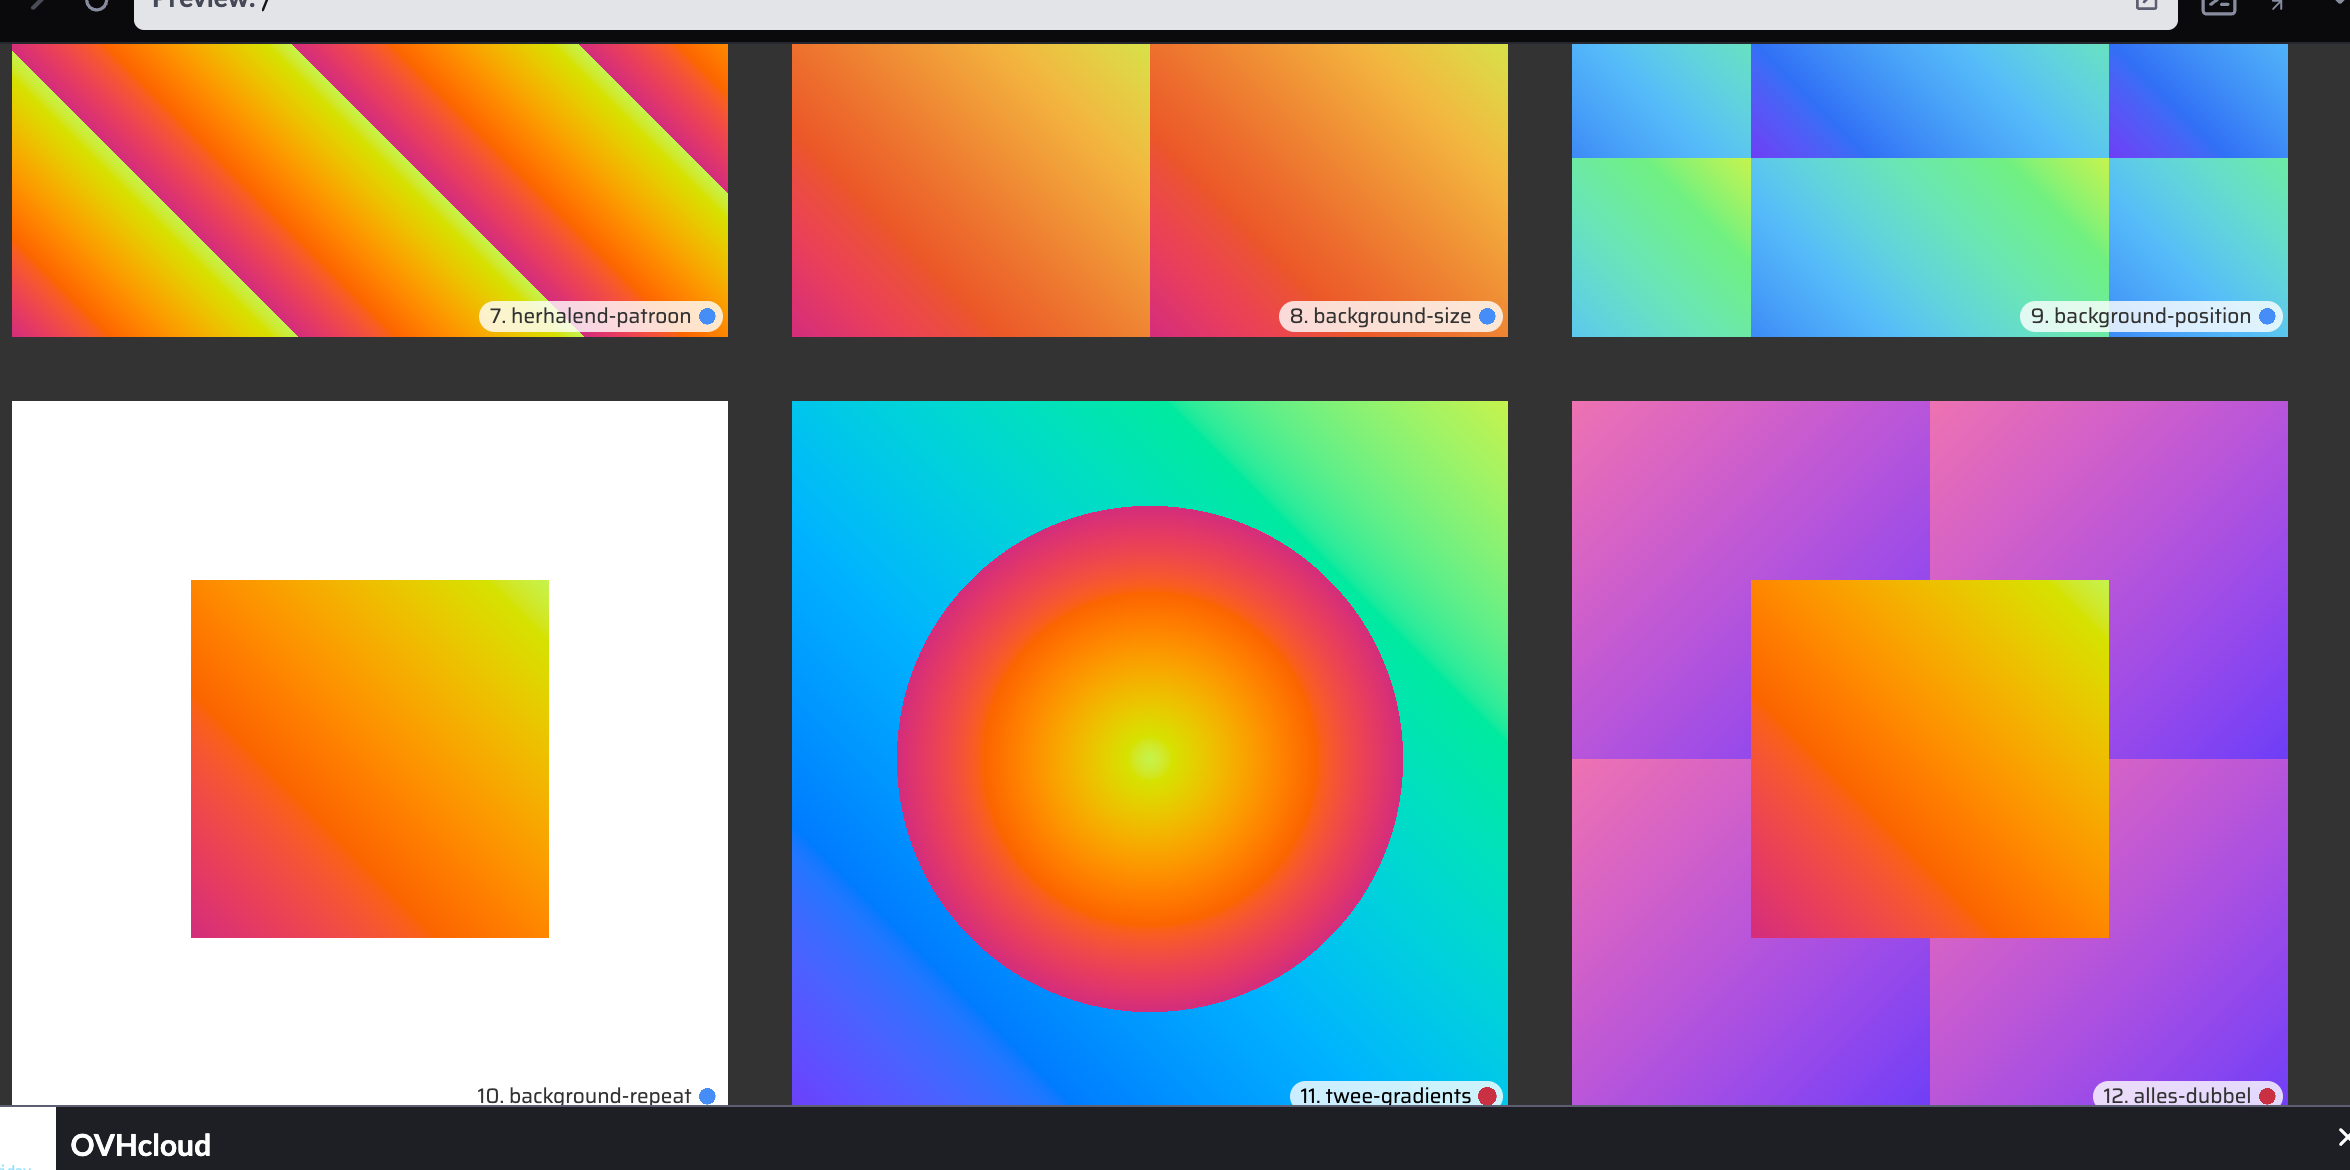 Preview: /
7. herhalend-patroon
8. background-size
9. background-position
10. background-repeat
11. twee-gradients
12. alles-dubbel
OVHcloud